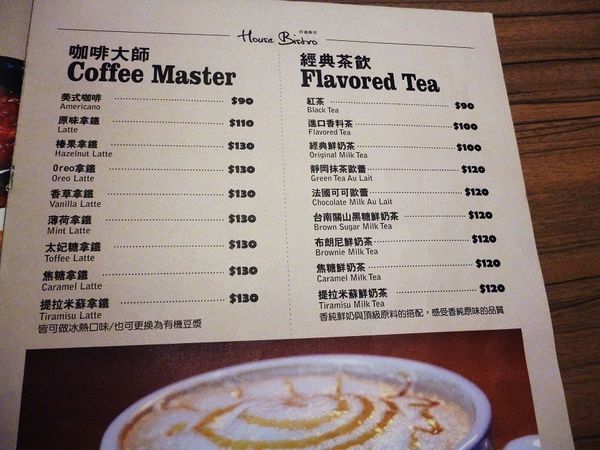 House Bistro
咖啡大師
Coffee Master
美式咖啡 $90
Americano
原味拿鐵 $110
Latte
榛果拿鐵 $130
Hazelnut Latte
Oreo拿鐵 $130
Oreo Latte
香草拿鐵 $130
Vanilla Latte
薄荷拿鐵 $130
Mint Latte
太妃糖拿鐵 $130
Toffee Latte
焦糖拿鐵 $130
Caramel Latte
提拉米蘇拿鐵 $130
Tiramisu Latte
皆可做冰熱口味/也可更換為有機豆漿
經典茶飲
Flavored Tea
紅茶 $90
Black Tea
進口香料茶 $100
Flavored Tea
經典鮮奶茶 $100
Original Milk Tea
靜岡抹茶歐蕾 $120
Green Tea Au Lait
法國可可歐蕾 $120
Chocolate Milk Au Lait
台南關山黑糖鮮奶茶 $120
Brown Sugar Milk Tea
布朗尼鮮奶茶 $120
Brownie Milk Tea
焦糖鮮奶茶 $120
Caramel Milk Tea
提拉米蘇鮮奶茶 $120
Tiramisu Milk Tea
香純鮮奶與頂級原料的搭配，感受香純原味的品質